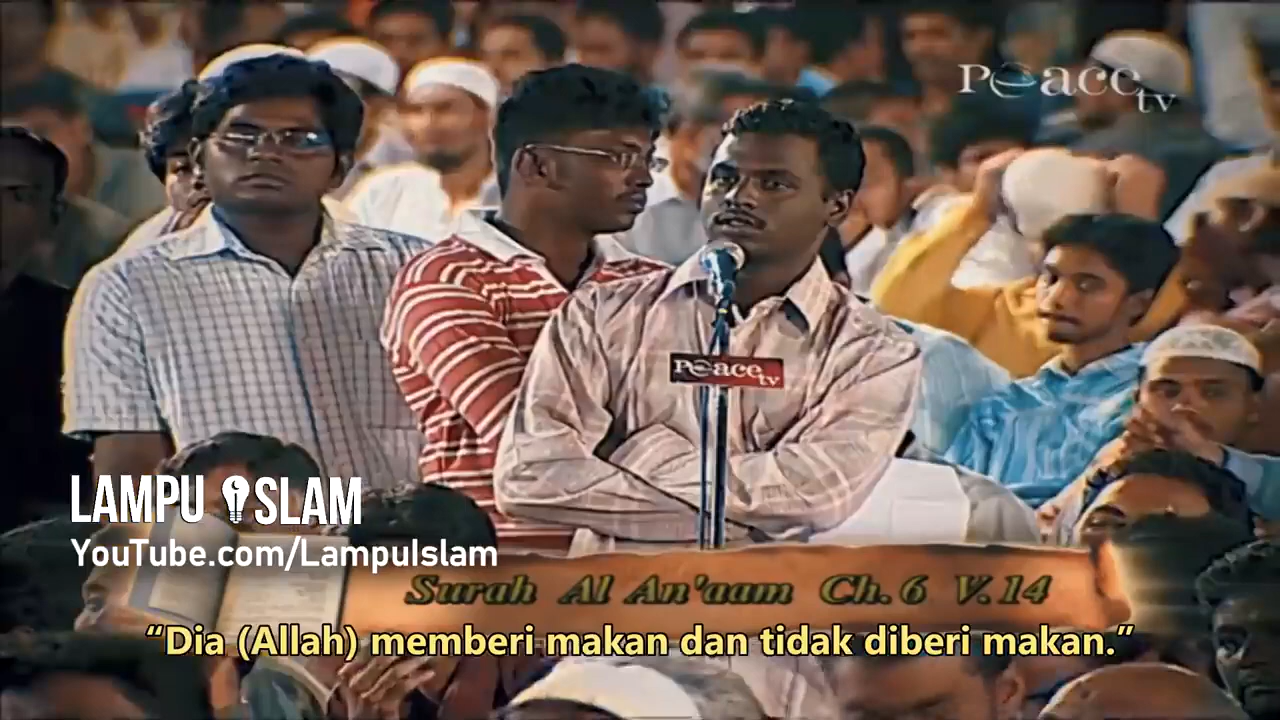 Peace tv
Peace tv
LAMPU ISLAM
YouTube.com/LampuIslam
Surah Al An'aam Ch. 6 V. 14
“Dia (Allah) memberi makan dan tidak diberi makan.”